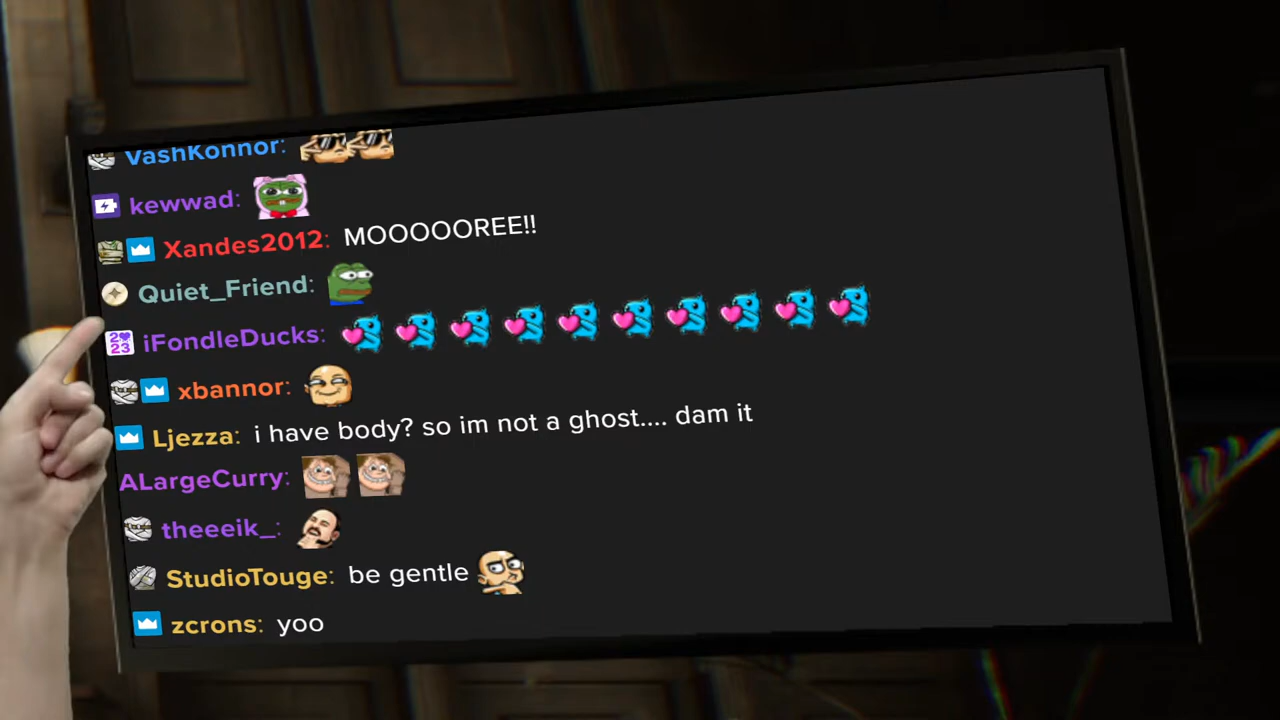 VashKonnor:
kewwad:
Xandes2012: MOOOOOREE!!
Quiet_Friend:
2023 iFondleDucks:
xbannor:
Ljezza: i have body? so im not a ghost.... dam it
ALargeCurry:
theeeik_:
StudioTouge: be gentle
zcrons: yoo